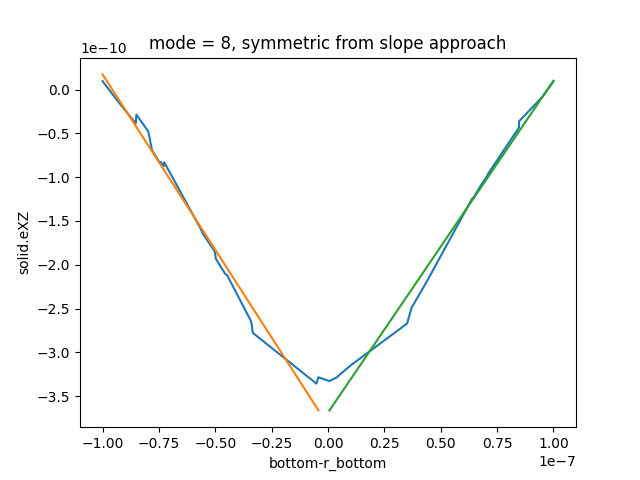 mode = 8, symmetric from slope approach
1e−10
0.0
−0.5
−1.0
−1.5
−2.0
−2.5
−3.0
−3.5
solid.eXZ
−1.00 −0.75 −0.50 −0.25 0.00 0.25 0.50 0.75 1.00
bottom-r_bottom
1e−7